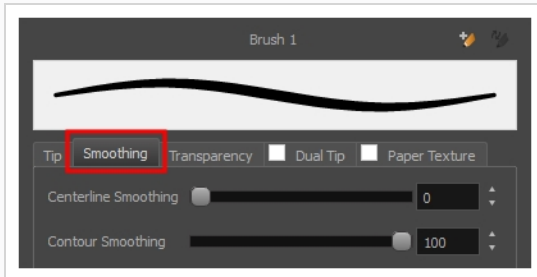 Brush 1
Tip Smoothing Transparency Dual Tip Paper Texture
Centerline Smoothing 0
Contour Smoothing 100